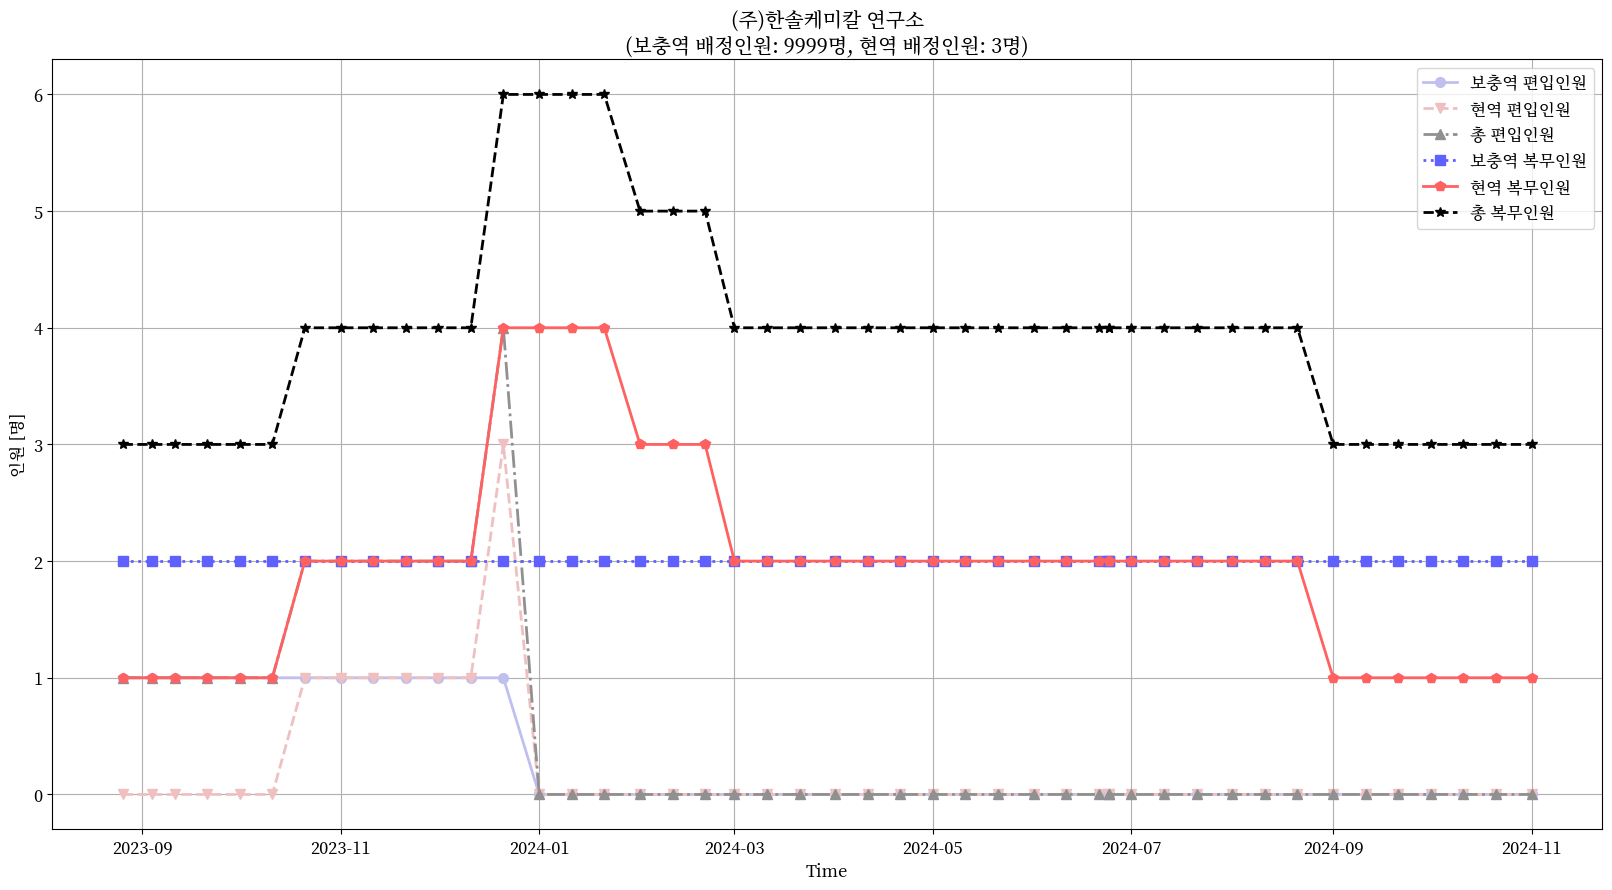 (주)한솔케미칼 연구소
(보충역 배정인원: 9999명, 현역 배정인원: 3명)
보충역 편입인원
현역 편입인원
총 편입인원
보충역 복무인원
현역 복무인원
총 복무인원
인원 [명]
6
5
4
3
2
1
0
2023-09
2023-11
2024-01
2024-03
2024-05
2024-07
2024-09
2024-11
Time